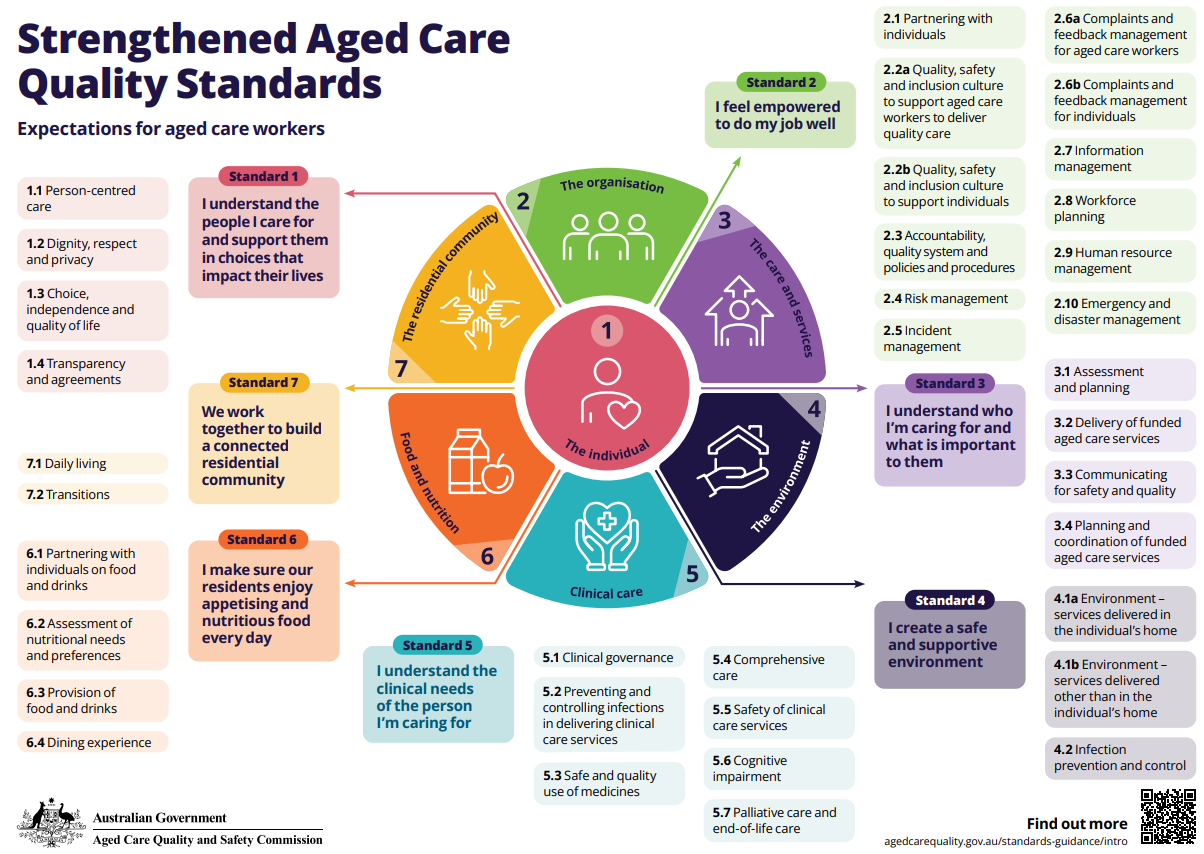 Strengthened Aged Care
Quality Standards
Expectations for aged care workers
Standard 1
I understand the
people I care for
and support them
in choices that
impact their lives
1.1 Person-centred
care
1.2 Dignity, respect
and privacy
1.3 Choice,
independence and
quality of life
1.4 Transparency
and agreements
Standard 7
We work
together to build
a connected
residential
community
7.1 Daily living
7.2 Transitions
Standard 6
I make sure our
residents enjoy
appetising and
nutritious food
every day
6.1 Partnering with
individuals on food
and drinks
6.2 Assessment of
nutritional needs
and preferences
6.3 Provision of
food and drinks
6.4 Dining experience
1
The individual
2
The organisation
3
The care and services
4
The environment
5
Clinical care
6
Food and nutrition
7
The residential community
Standard 2
I feel empowered
to do my job well
2.1 Partnering with
individuals
2.2a Quality, safety
and inclusion culture
to support aged care
workers to deliver
quality care
2.2b Quality, safety
and inclusion culture
to support individuals
2.3 Accountability,
quality system and
policies and procedures
2.4 Risk management
2.5 Incident
management
2.6a Complaints and
feedback management
for aged care workers
2.6b Complaints and
feedback management
for individuals
2.7 Information
management
2.8 Workforce
planning
2.9 Human resource
management
2.10 Emergency and
disaster management
Standard 3
I understand who
I'm caring for and
what is important
to them
3.1 Assessment
and planning
3.2 Delivery of funded
aged care services
3.3 Communicating
for safety and quality
3.4 Planning and
coordination of funded
aged care services
Standard 4
I create a safe
and supportive
environment
4.1a Environment –
services delivered in
the individual's home
4.1b Environment –
services delivered
other than in the
individual's home
4.2 Infection
prevention and control
Standard 5
I understand the
clinical needs
of the person
I'm caring for
5.1 Clinical governance
5.2 Preventing and
controlling infections
in delivering clinical
care services
5.3 Safe and quality
use of medicines
5.4 Comprehensive
care
5.5 Safety of clinical
care services
5.6 Cognitive
impairment
5.7 Palliative care and
end-of-life care
Australian Government
Aged Care Quality and Safety Commission
Find out more
agedcarequality.gov.au/standards-guidance/intro